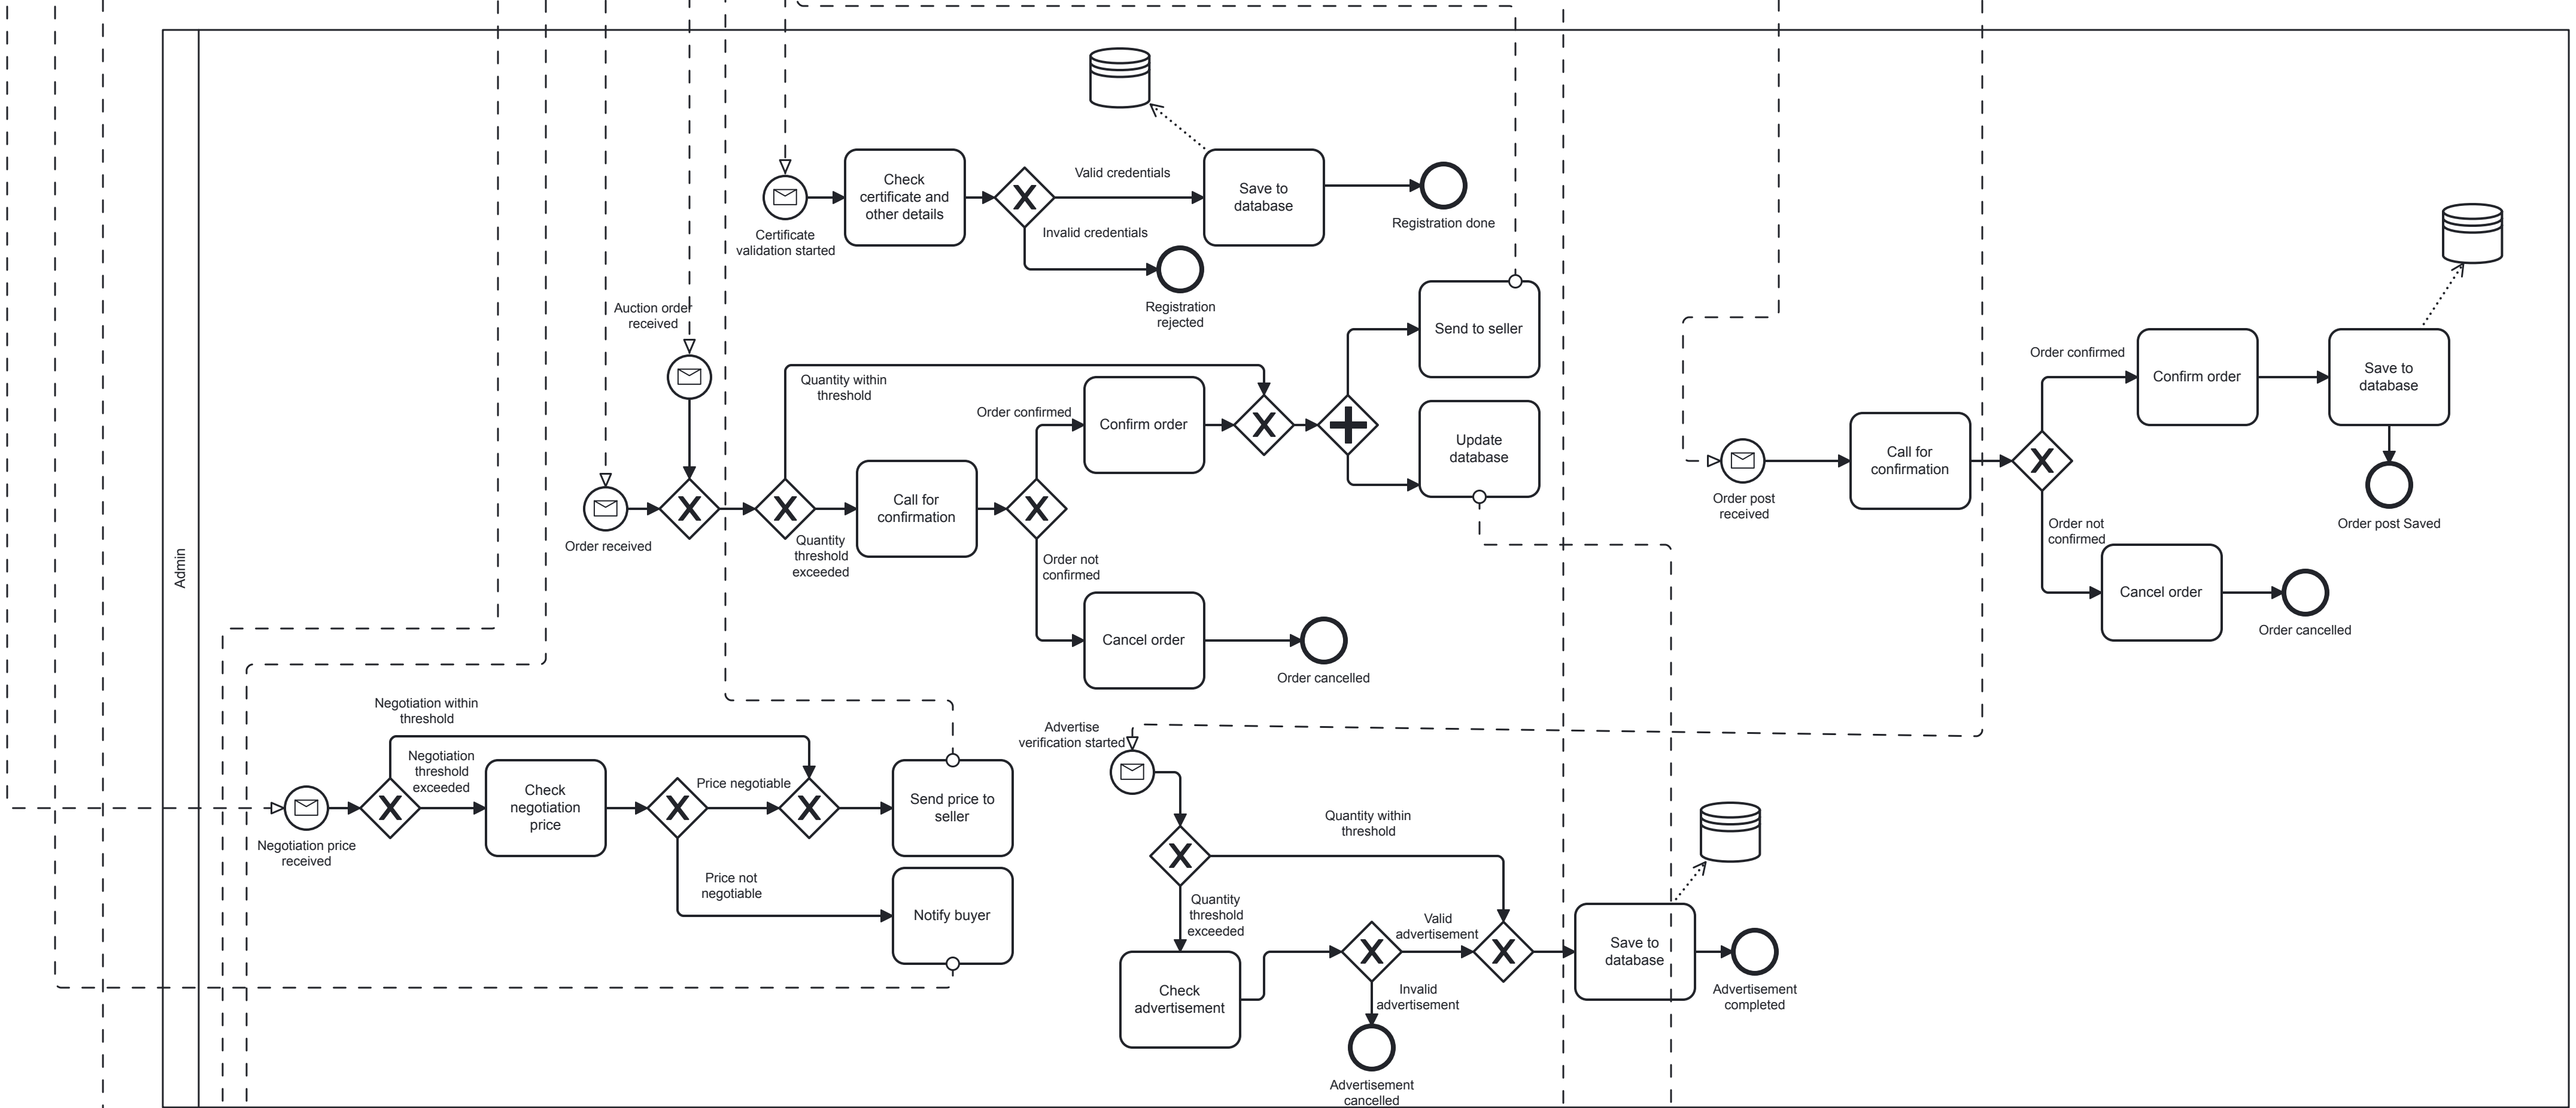 Admin
Certificate
validation started
Check
certificate and
other details
Valid credentials
Invalid credentials
Save to
database
Registration done
Registration
rejected
Auction order
received
Order received
Quantity within
threshold
Quantity
threshold
exceeded
Call for
confirmation
Order confirmed
Order not
confirmed
Confirm order
Cancel order
Order cancelled
Send to seller
Update
database
Order post
received
Call for
confirmation
Order confirmed
Order not
confirmed
Confirm order
Save to
database
Order post Saved
Cancel order
Order cancelled
Negotiation price
received
Negotiation within
threshold
Negotiation
threshold
exceeded
Check
negotiation
price
Price negotiable
Price not
negotiable
Send price to
seller
Notify buyer
Advertise
verification started
Quantity within
threshold
Quantity
threshold
exceeded
Check
advertisement
Valid
advertisement
Invalid
advertisement
Advertisement
cancelled
Save to
database
Advertisement
completed